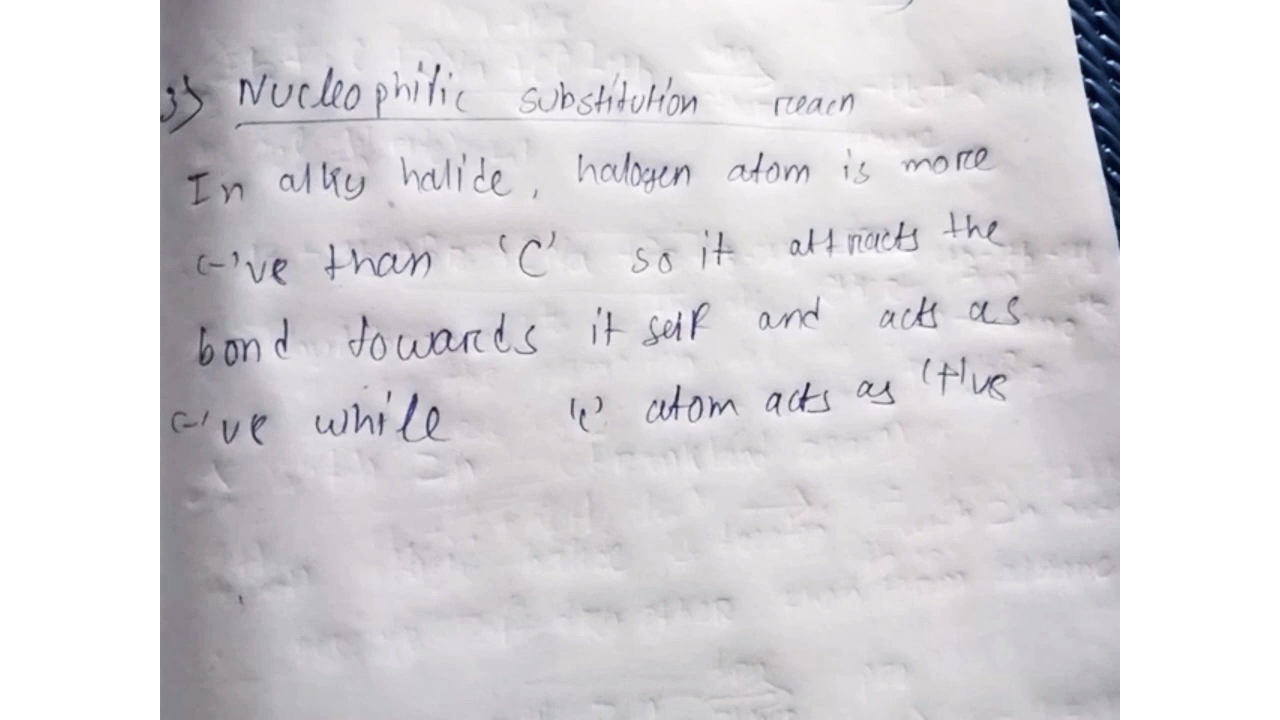 3) Nucleophilic substitution reacn
In alky halide, halogen atom is more
(-)'ve than 'C' so it attracts the
bond towards it self and acts as
(-)'ve while 'C' atom acts as (+)'ve